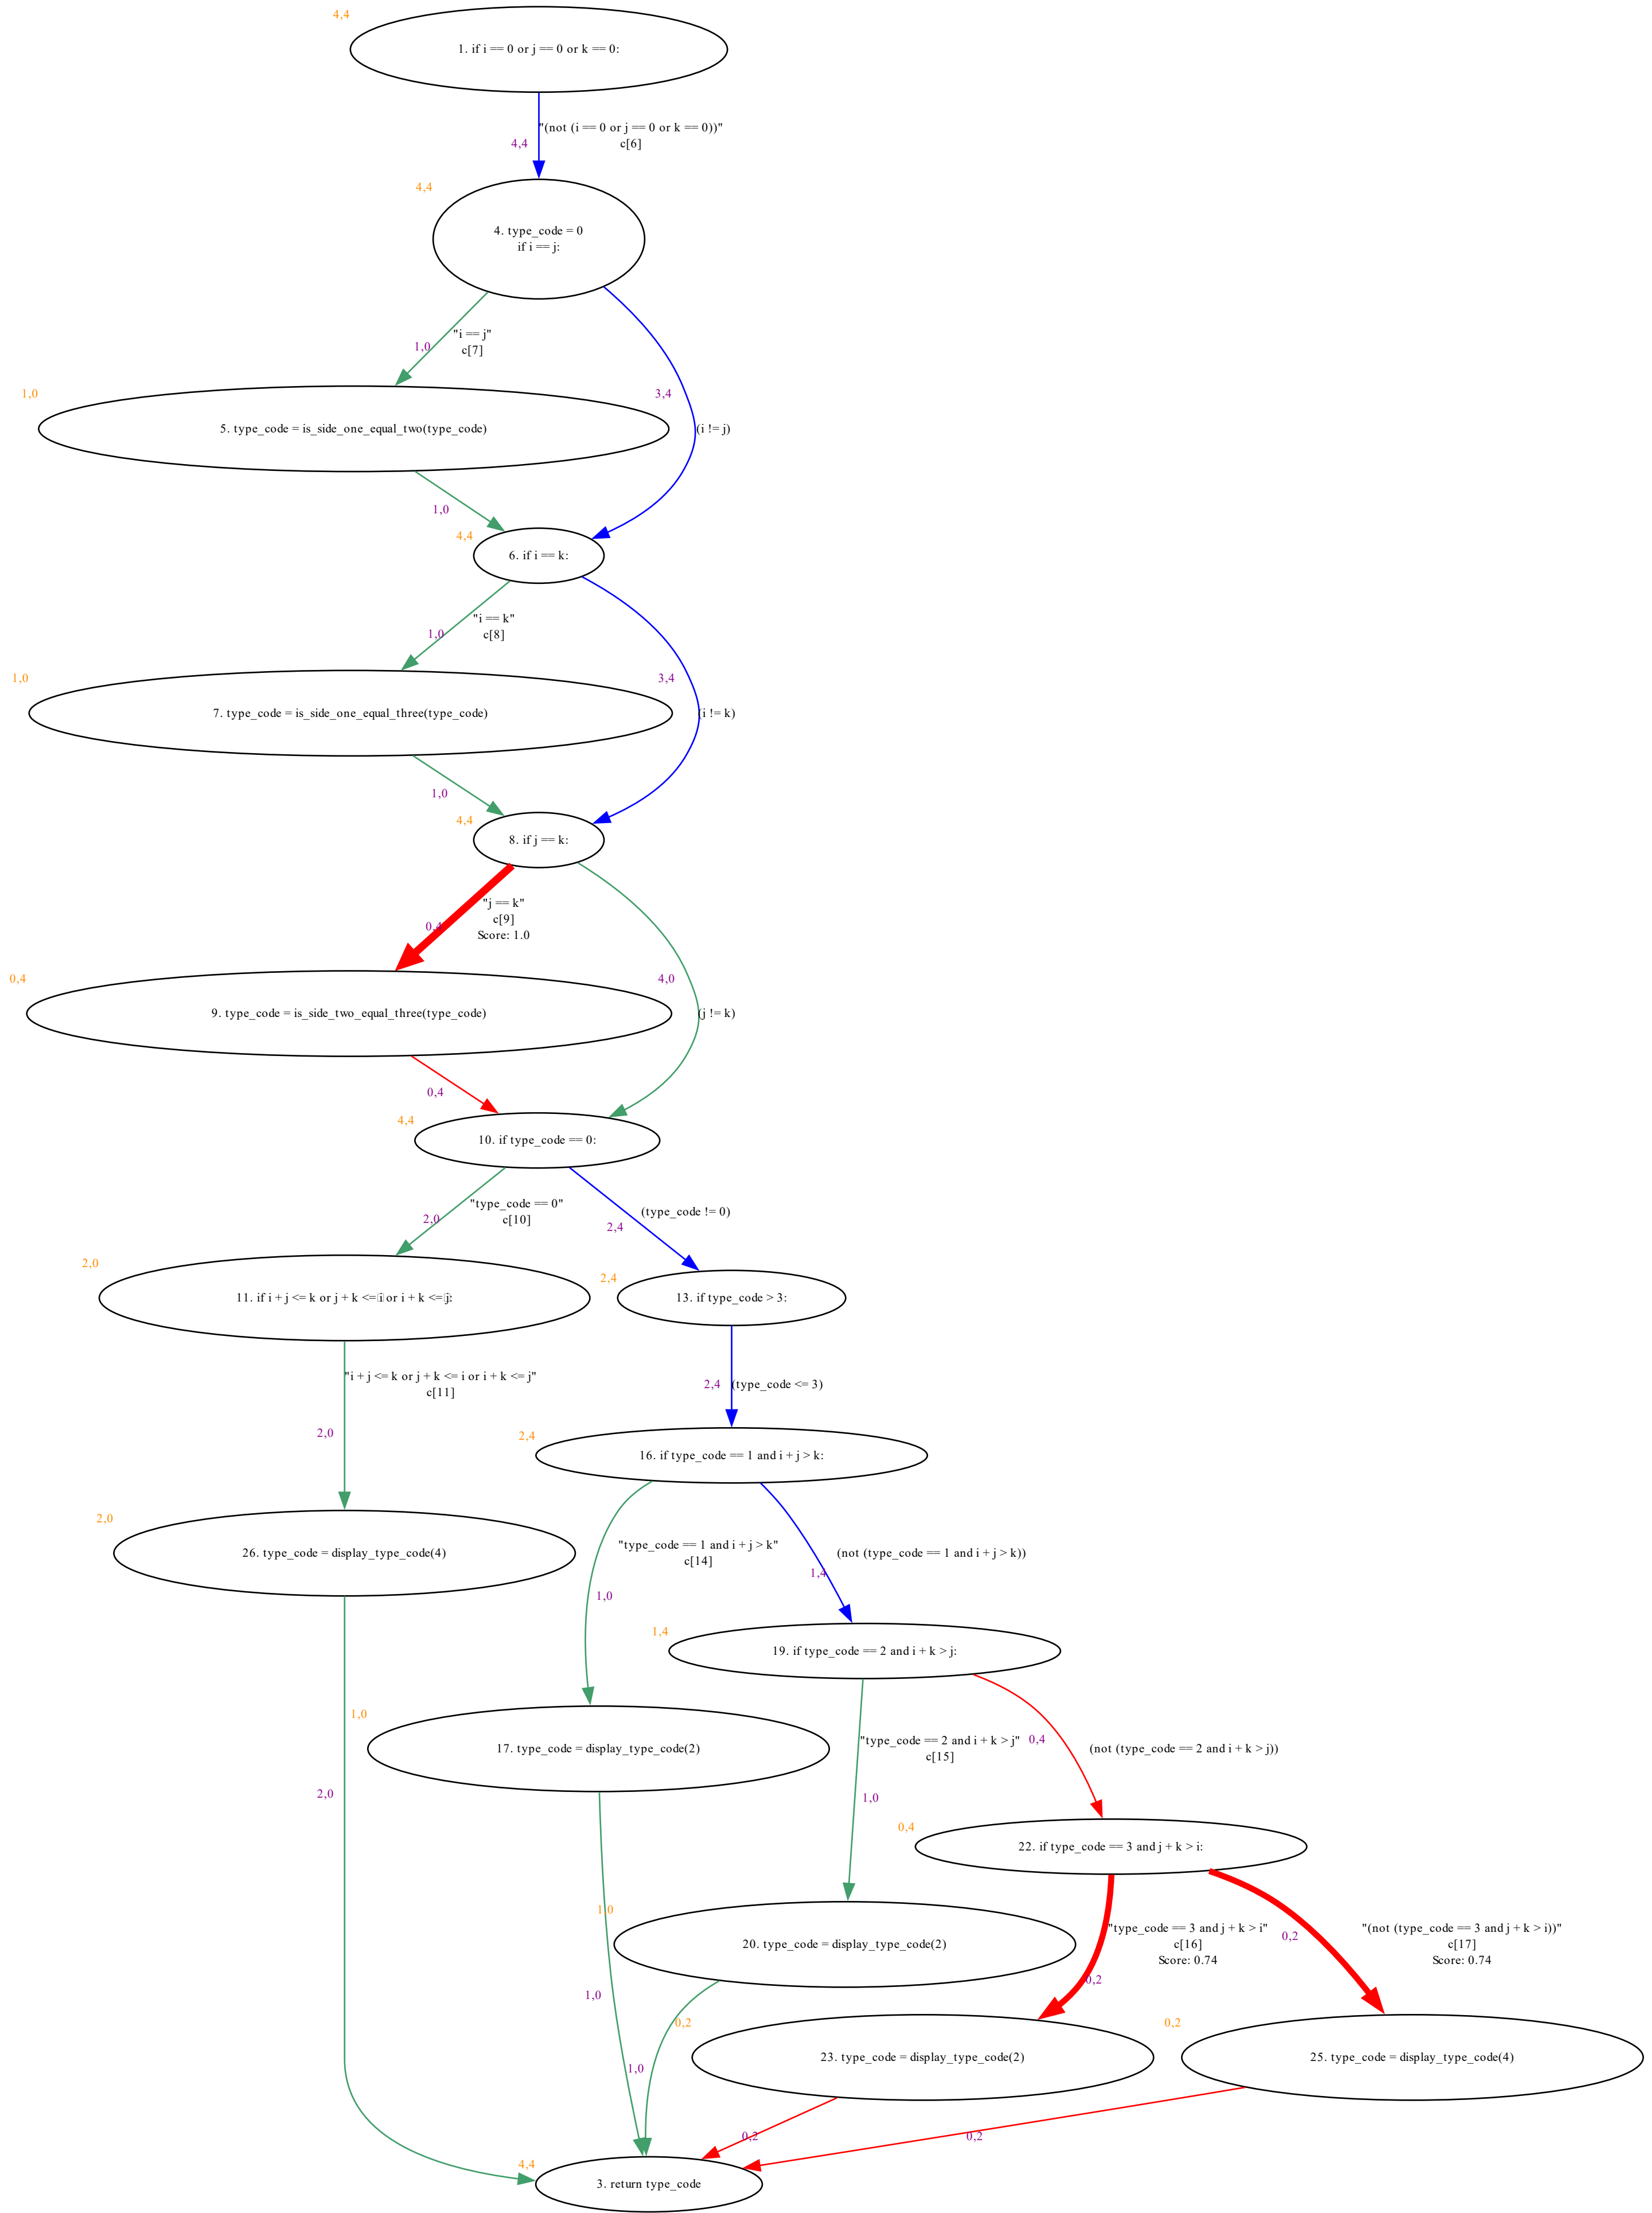 4,4
1. if i == 0 or j == 0 or k == 0:
"(not (i == 0 or j == 0 or k == 0))"
c[6]
4,4
4,4
4. type_code = 0
if i == j:
"i == j"
c[7]
1,0
3,4
(i != j)
1,0
5. type_code = is_side_one_equal_two(type_code)
1,0
4,4
6. if i == k:
"i == k"
c[8]
1,0
3,4
(i != k)
1,0
7. type_code = is_side_one_equal_three(type_code)
1,0
4,4
8. if j == k:
"j == k"
c[9]
Score: 1.0
0,4
4,0
(j != k)
0,4
9. type_code = is_side_two_equal_three(type_code)
0,4
4,4
10. if type_code == 0:
"type_code == 0"
c[10]
2,0
(type_code != 0)
2,4
2,0
11. if i + j <= k or j + k <= i or i + k <= j:
2,4
13. if type_code > 3:
"i + j <= k or j + k <= i or i + k <= j"
c[11]
2,0
2,4
(type_code <= 3)
2,4
16. if type_code == 1 and i + j > k:
2,0
26. type_code = display_type_code(4)
"type_code == 1 and i + j > k"
c[14]
1,0
(not (type_code == 1 and i + j > k))
1,4
1,4
19. if type_code == 2 and i + k > j:
1,0
17. type_code = display_type_code(2)
2,0
"type_code == 2 and i + k > j"
c[15]
1,0
0,4
(not (type_code == 2 and i + k > j))
0,4
22. if type_code == 3 and j + k > i:
1,0
20. type_code = display_type_code(2)
"type_code == 3 and j + k > i"
c[16]
Score: 0.74
0,2
0,2
"(not (type_code == 3 and j + k > i))"
c[17]
Score: 0.74
1,0
1,0
0,2
23. type_code = display_type_code(2)
0,2
25. type_code = display_type_code(4)
0,2
0,2
4,4
3. return type_code